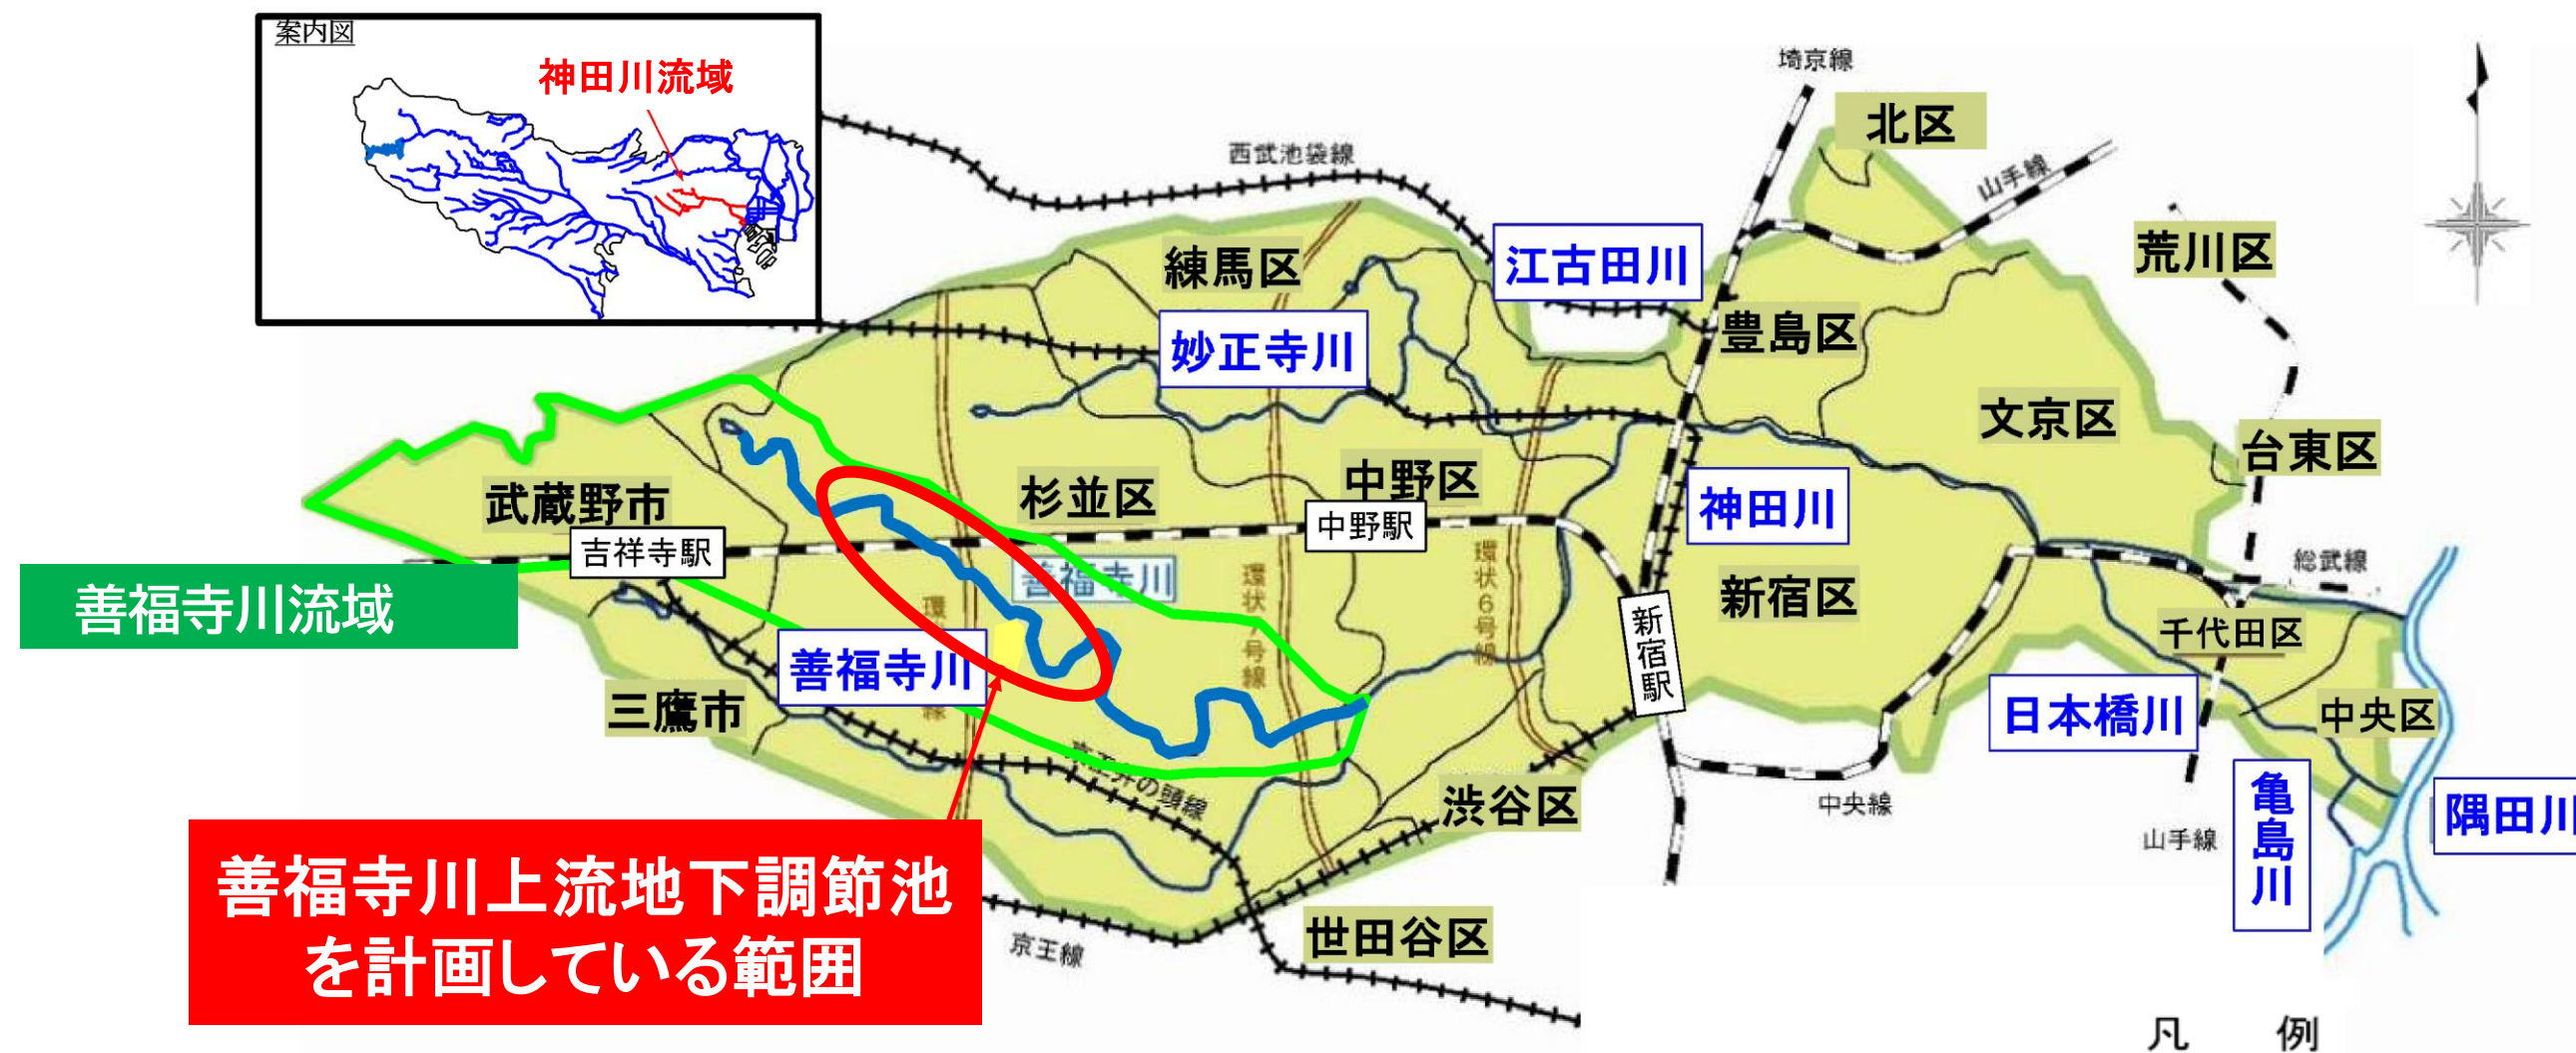 案内図
神田川流域
埼京線
北区
西武池袋線
山手線
荒川区
練馬区
江古田川
妙正寺川
豊島区
文京区
台東区
武蔵野市
杉並区
中野区
神田川
吉祥寺駅
中野駅
善福寺川
環状7号線
環状6号線
総武線
善福寺川流域
新宿区
新宿駅
千代田区
善福寺川
三鷹市
日本橋川
中央区
京王井の頭線
渋谷区
中央線
山手線
亀島川
隅田川
善福寺川上流地下調節池
を計画している範囲
世田谷区
京王線
凡 例